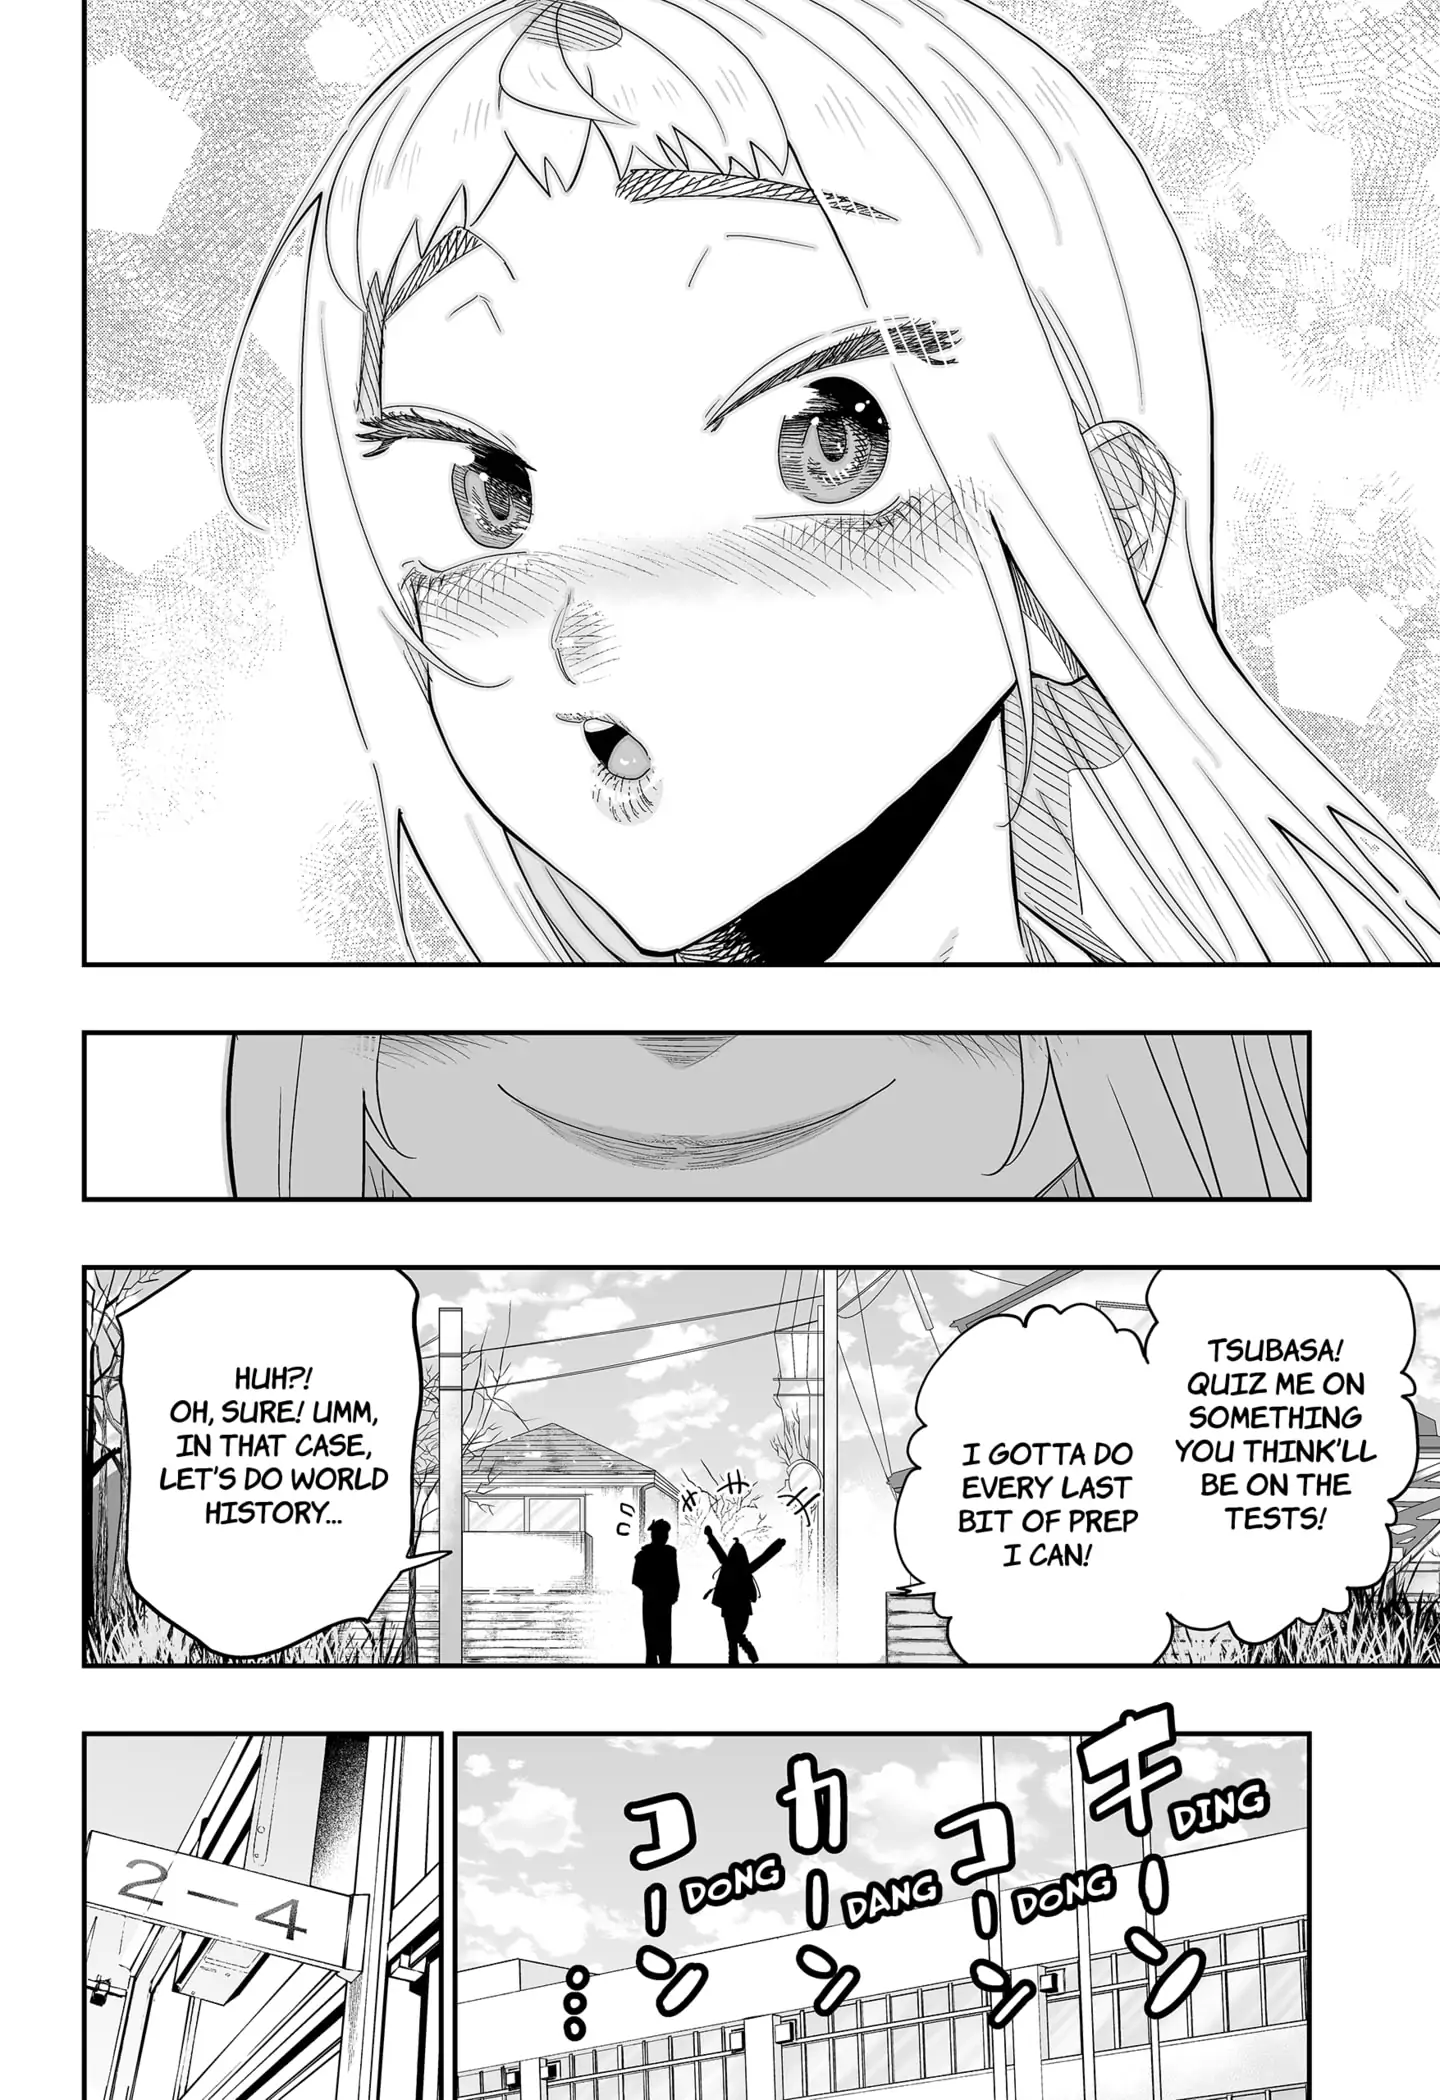 TSUBASA!
QUIZ ME ON
SOMETHING
YOU THINK'LL
BE ON THE
TESTS!
I GOTTA DO
EVERY LAST
BIT OF PREP
I CAN!
HUH?!
OH, SURE! UMM,
IN THAT CASE,
LET'S DO WORLD
HISTORY...
キーン
DING
コーン
DONG
カーン
DANG
コーン...
DONG
2-4